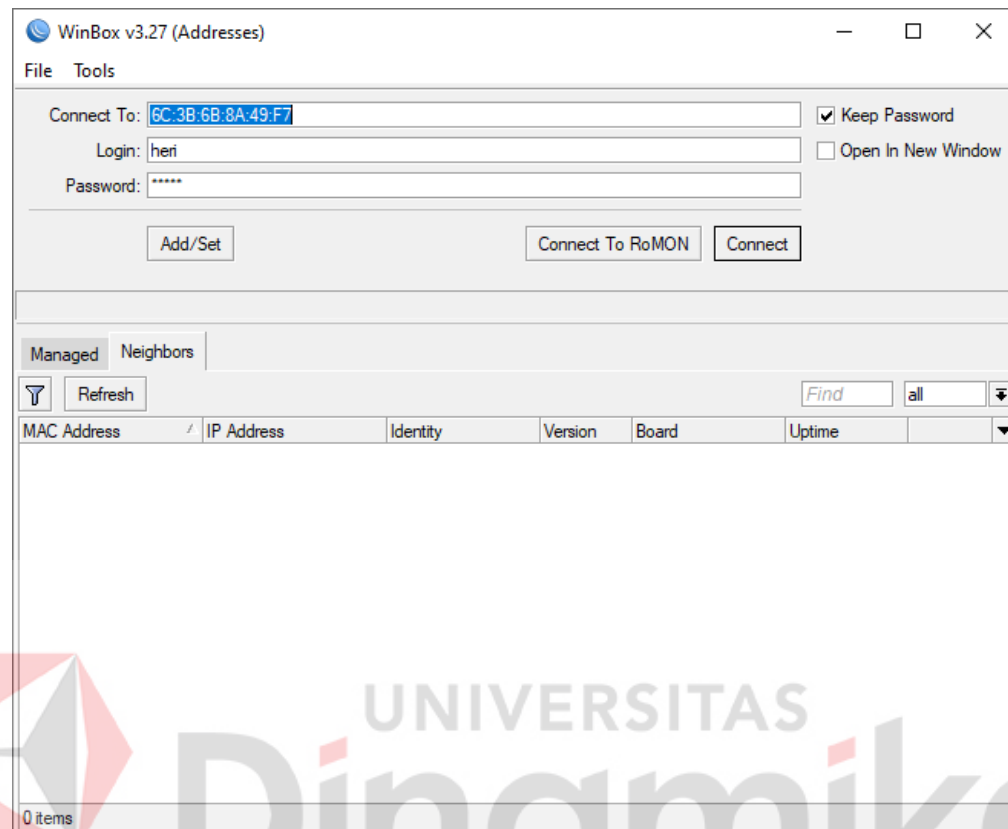 WinBox v3.27 (Addresses)
File Tools
Connect To: 6C:3B:6B:8A:49:F7 Keep Password
Login: heri Open In New Window
Password: *****
Add/Set Connect To RoMON Connect
Managed Neighbors
Refresh Find all
MAC Address IP Address Identity Version Board Uptime
UNIVERSITAS
Dinamika
0 items